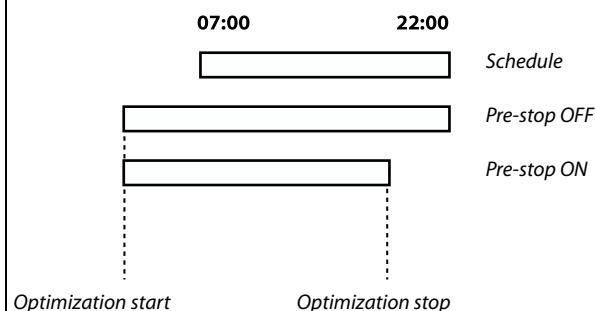 07:00 22:00
Schedule
Pre-stop OFF
Pre-stop ON
Optimization start Optimization stop